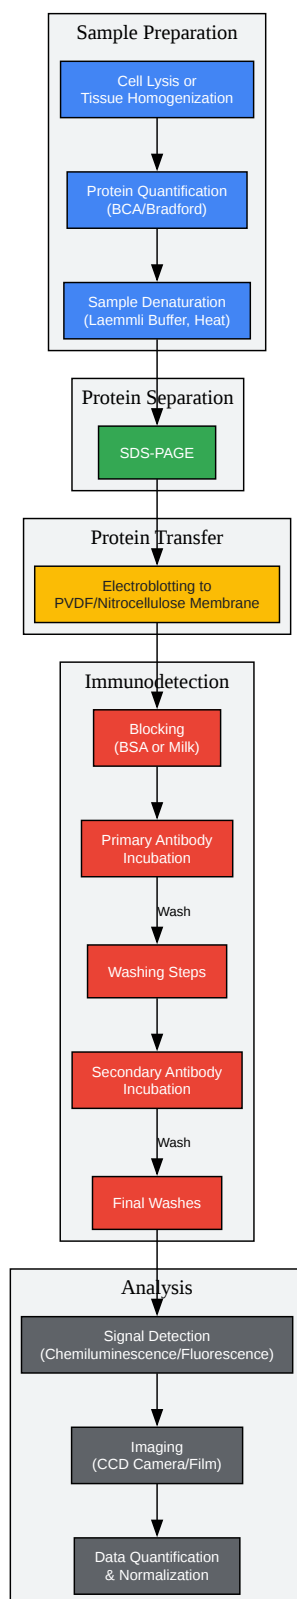 Sample Preparation
Cell Lysis or
Tissue Homogenization
Protein Quantification
(BCA/Bradford)
Sample Denaturation
(Laemmli Buffer, Heat)
Protein Separation
SDS-PAGE
Protein Transfer
Electroblotting to
PVDF/Nitrocellulose Membrane
Immunodetection
Blocking
(BSA or Milk)
Primary Antibody
Incubation
Wash
Washing Steps
Secondary Antibody
Incubation
Wash
Final Washes
Analysis
Signal Detection
(Chemiluminescence/Fluorescence)
Imaging
(CCD Camera/Film)
Data Quantification
& Normalization